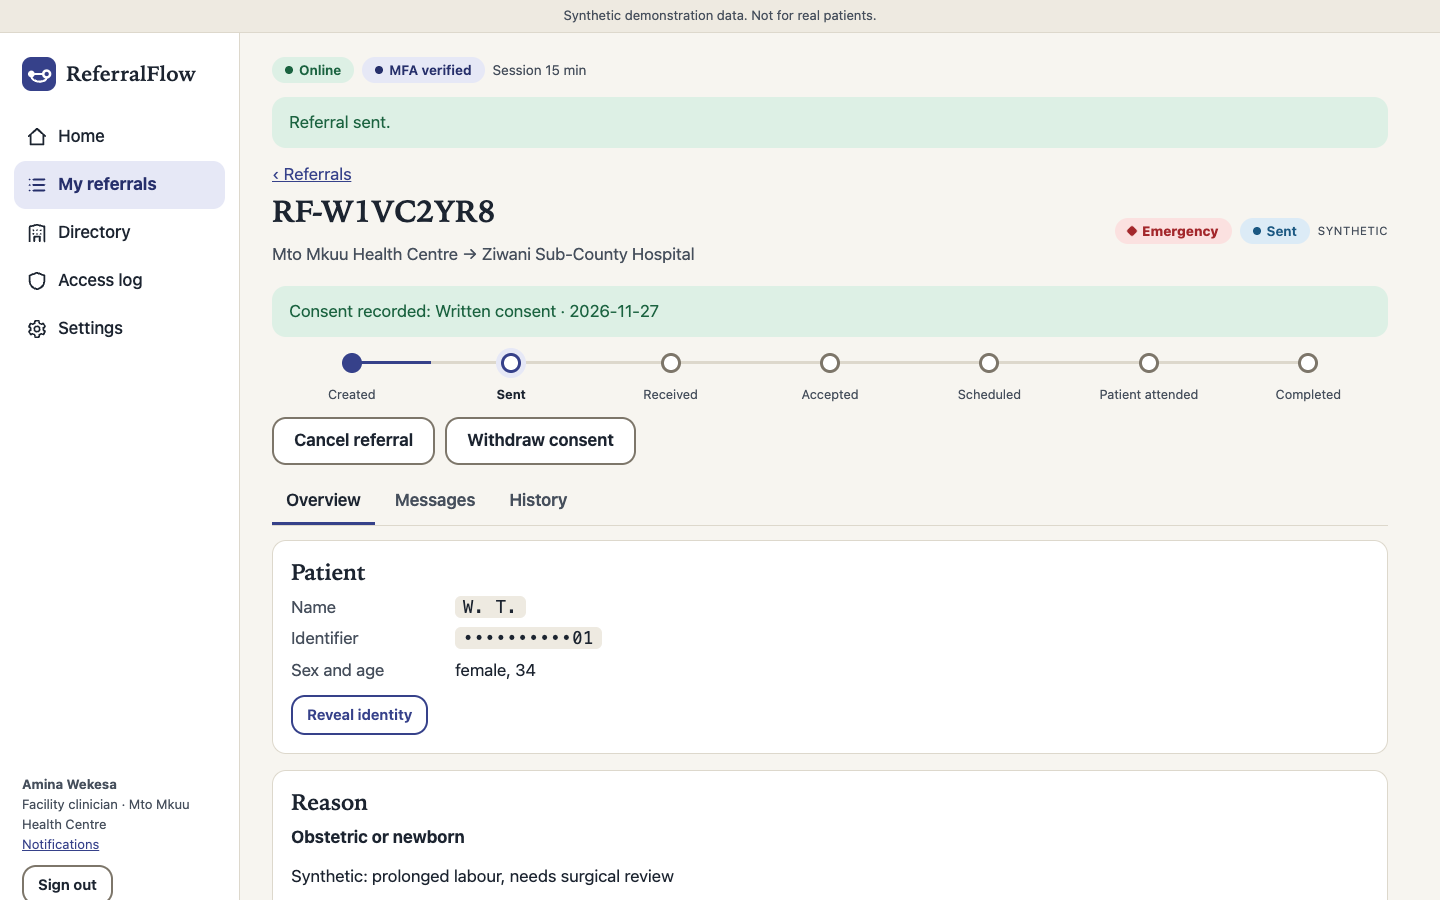 Synthetic demonstration data. Not for real patients.
ReferralFlow
Home
My referrals
Directory
Access log
Settings
Amina Wekesa
Facility clinician · Mto Mkuu
Health Centre
Notifications
Sign out
Online
MFA verified
Session 15 min
Referral sent.
‹ Referrals
RF-W1VC2YR8
Mto Mkuu Health Centre → Ziwani Sub-County Hospital
Emergency
Sent
SYNTHETIC
Consent recorded: Written consent · 2026-11-27
Created
Sent
Received
Accepted
Scheduled
Patient attended
Completed
Cancel referral
Withdraw consent
Overview
Messages
History
Patient
Name W. T.
Identifier ••••••••••01
Sex and age female, 34
Reveal identity
Reason
Obstetric or newborn
Synthetic: prolonged labour, needs surgical review